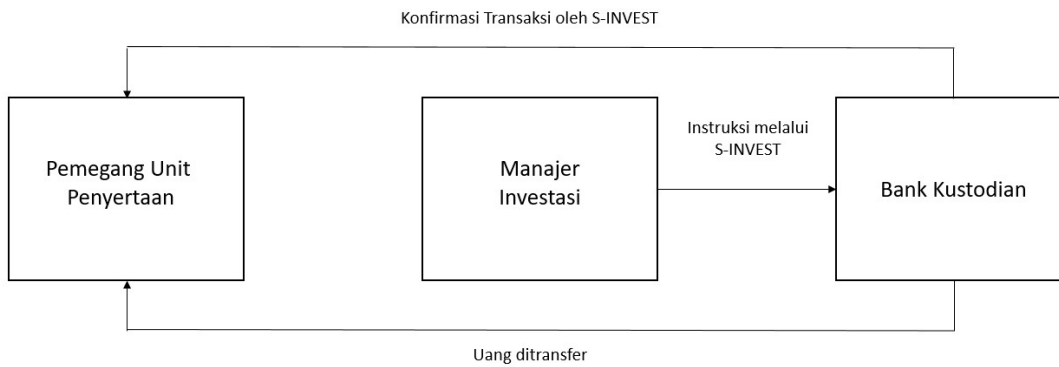 Konfirmasi Transaksi oleh S-INVEST
Pemegang Unit
Penyertaan
Manajer
Investasi
Instruksi melalui
S-INVEST
Bank Kustodian
Uang ditransfer